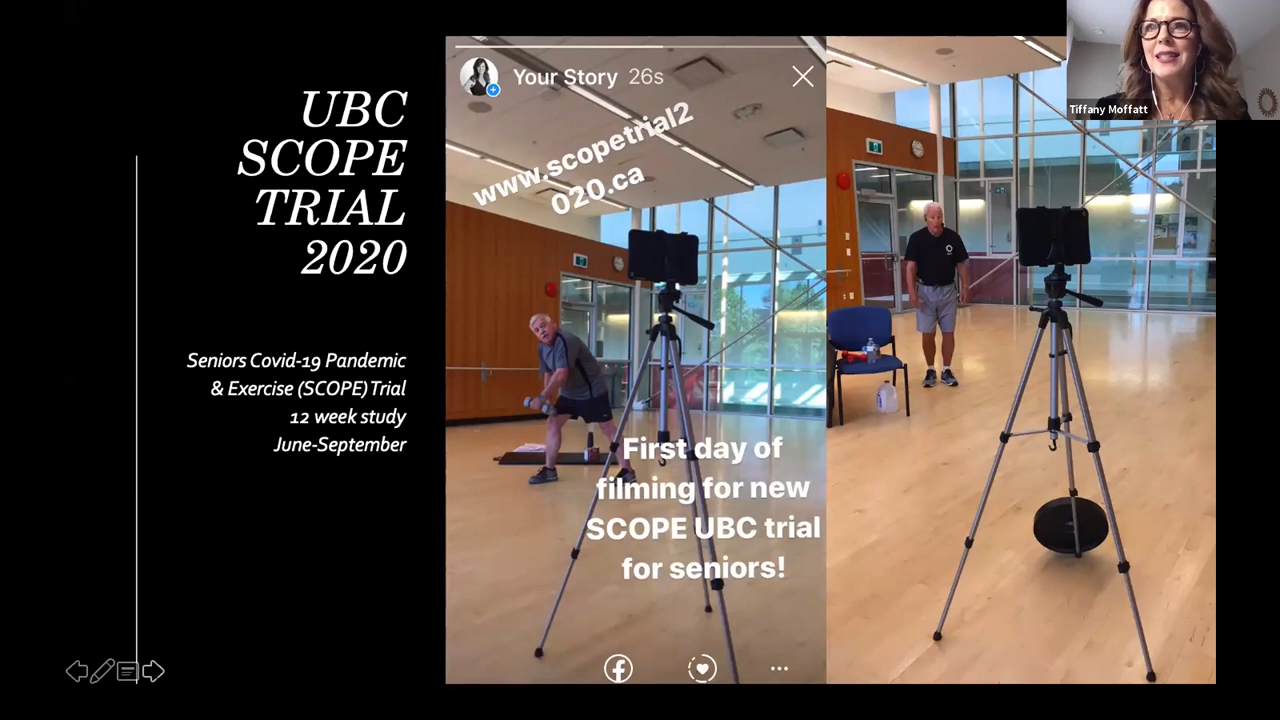 UBC
SCOPE
TRIAL
2020
Seniors Covid-19 Pandemic
& Exercise (SCOPE) Trial
12 week study
June-September
Your Story 26s
www.scopetrial2
020.ca
First day of
filming for new
SCOPE UBC trial
for seniors!
Tiffany Moffatt